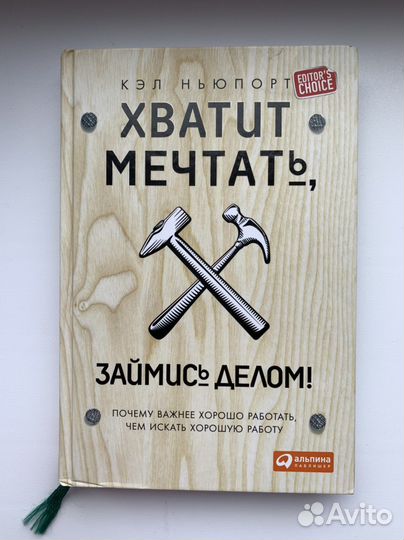 КЭЛ НЬЮПОРТ
EDITOR'S
CHOICE
ХВАТИТ
МЕЧТАТЬ,
ЗАЙМИСЬ ДЕЛОМ!
ПОЧЕМУ ВАЖНЕЕ ХОРОШО РАБОТАТЬ,
ЧЕМ ИСКАТЬ ХОРОШУЮ РАБОТУ
альпина
ПАБЛИШЕР
Avito